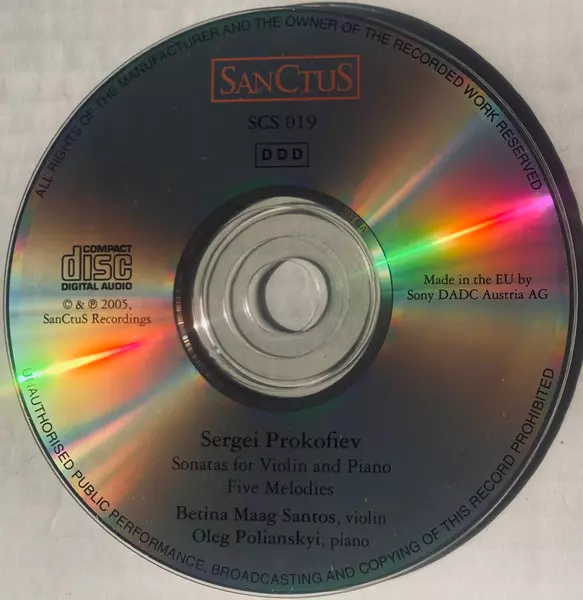 ALL RIGHTS OF THE MANUFACTURER AND THE OWNER OF THE RECORDED WORK RESERVED
SANCTUS
SCS 019
DDD
COMPACT
disc
DIGITAL AUDIO
© & ℗ 2005,
SanCtuS Recordings
Made in the EU by
Sony DADC Austria AG
Sergei Prokofiev
Sonatas for Violin and Piano
Five Melodies
Betina Maag Santos, violin
Oleg Polianskyi, piano
UNAUTHORISED PUBLIC PERFORMANCE, BROADCASTING AND COPYING OF THIS RECORD PROHIBITED